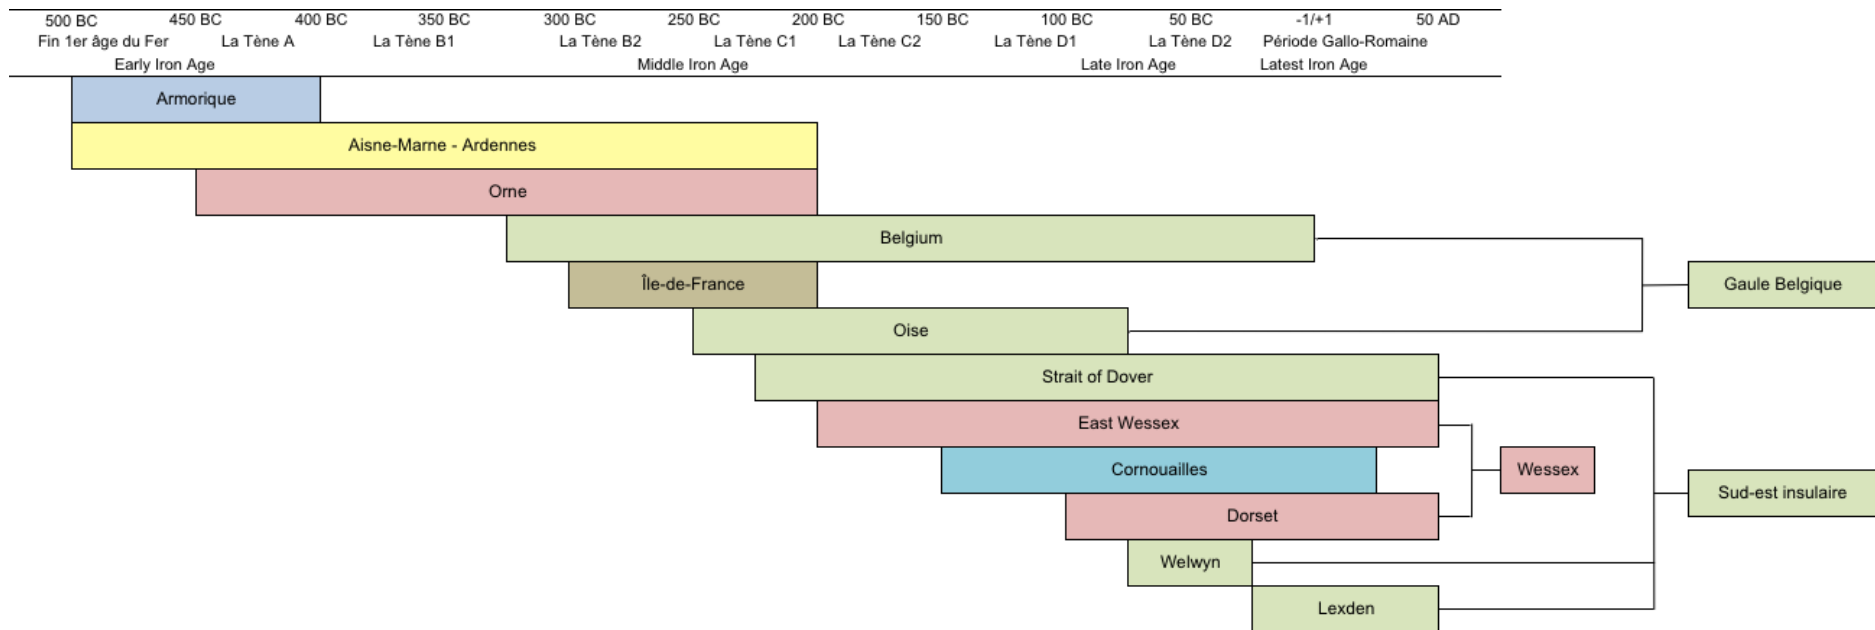 500 BC 450 BC 400 BC 350 BC 300 BC 250 BC 200 BC 150 BC 100 BC 50 BC -1/+1 50 AD
Fin 1er âge du Fer La Tène A La Tène B1 La Tène B2 La Tène C1 La Tène C2 La Tène D1 La Tène D2 Période Gallo-Romaine
Early Iron Age Middle Iron Age Late Iron Age Latest Iron Age
Armorique
Aisne-Marne - Ardennes
Orne
Belgium
Île-de-France
Gaule Belgique
Oise
Strait of Dover
East Wessex
Cornouailles
Wessex
Sud-est insulaire
Dorset
Welwyn
Lexden